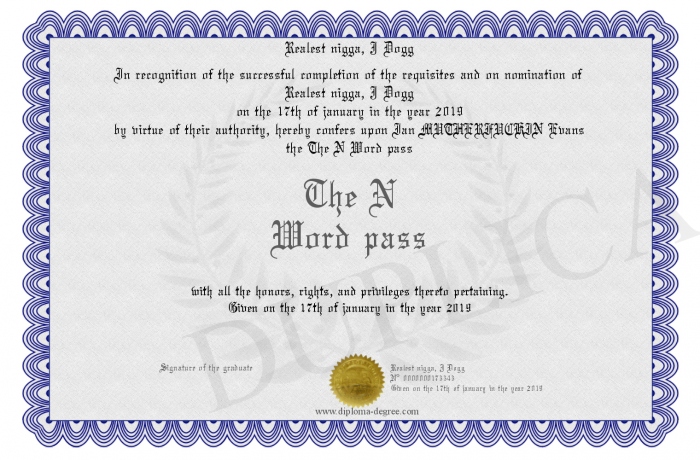 Realest nigga, J Dogg
In recognition of the successful completion of the requisites and on nomination of
Realest nigga, J Dogg
on the 17th of january in the year 2019
by virtue of their authority, hereby confers upon Ian MUTHERFUCKIN Evans
the The N Word pass
The N
Word pass
with all the honors, rights, and privileges thereto pertaining.
Given on the 17th of january in the year 2019
Signature of the graduate
Realest nigga, J Dogg
N° 0000000173343
Given on the 17th of january in the year 2019
www.diploma-degree.com
DUPLICA